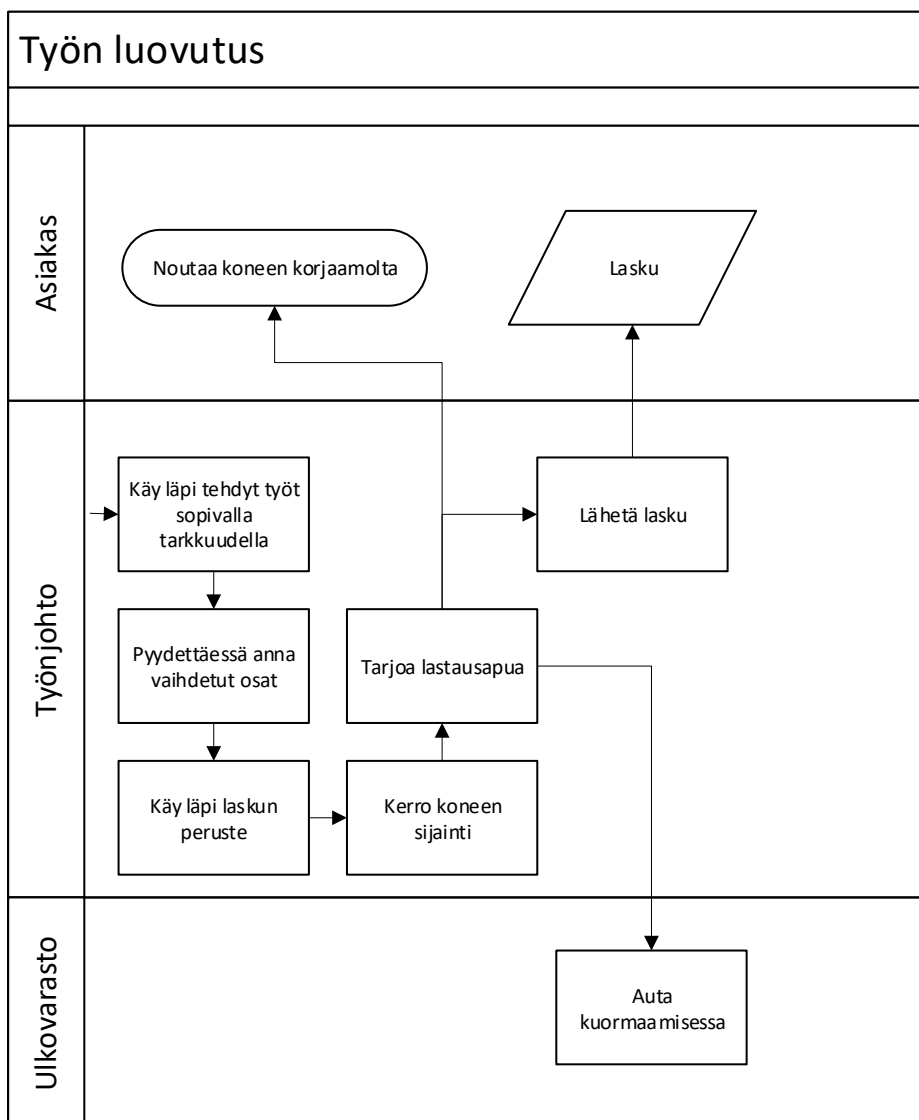 Työn luovutus
Asiakas
Noutaa koneen korjaamolta
Lasku
Työnjohto
Käy läpi tehdyt työt
sopivalla
tarkkuudella
Lähetä lasku
Pyydettäessä anna
vaihdetut osat
Tarjoa lastausapua
Käy läpi laskun
peruste
Kerro koneen
sijainti
Ulkovarasto
Auta
kuormaamisessa